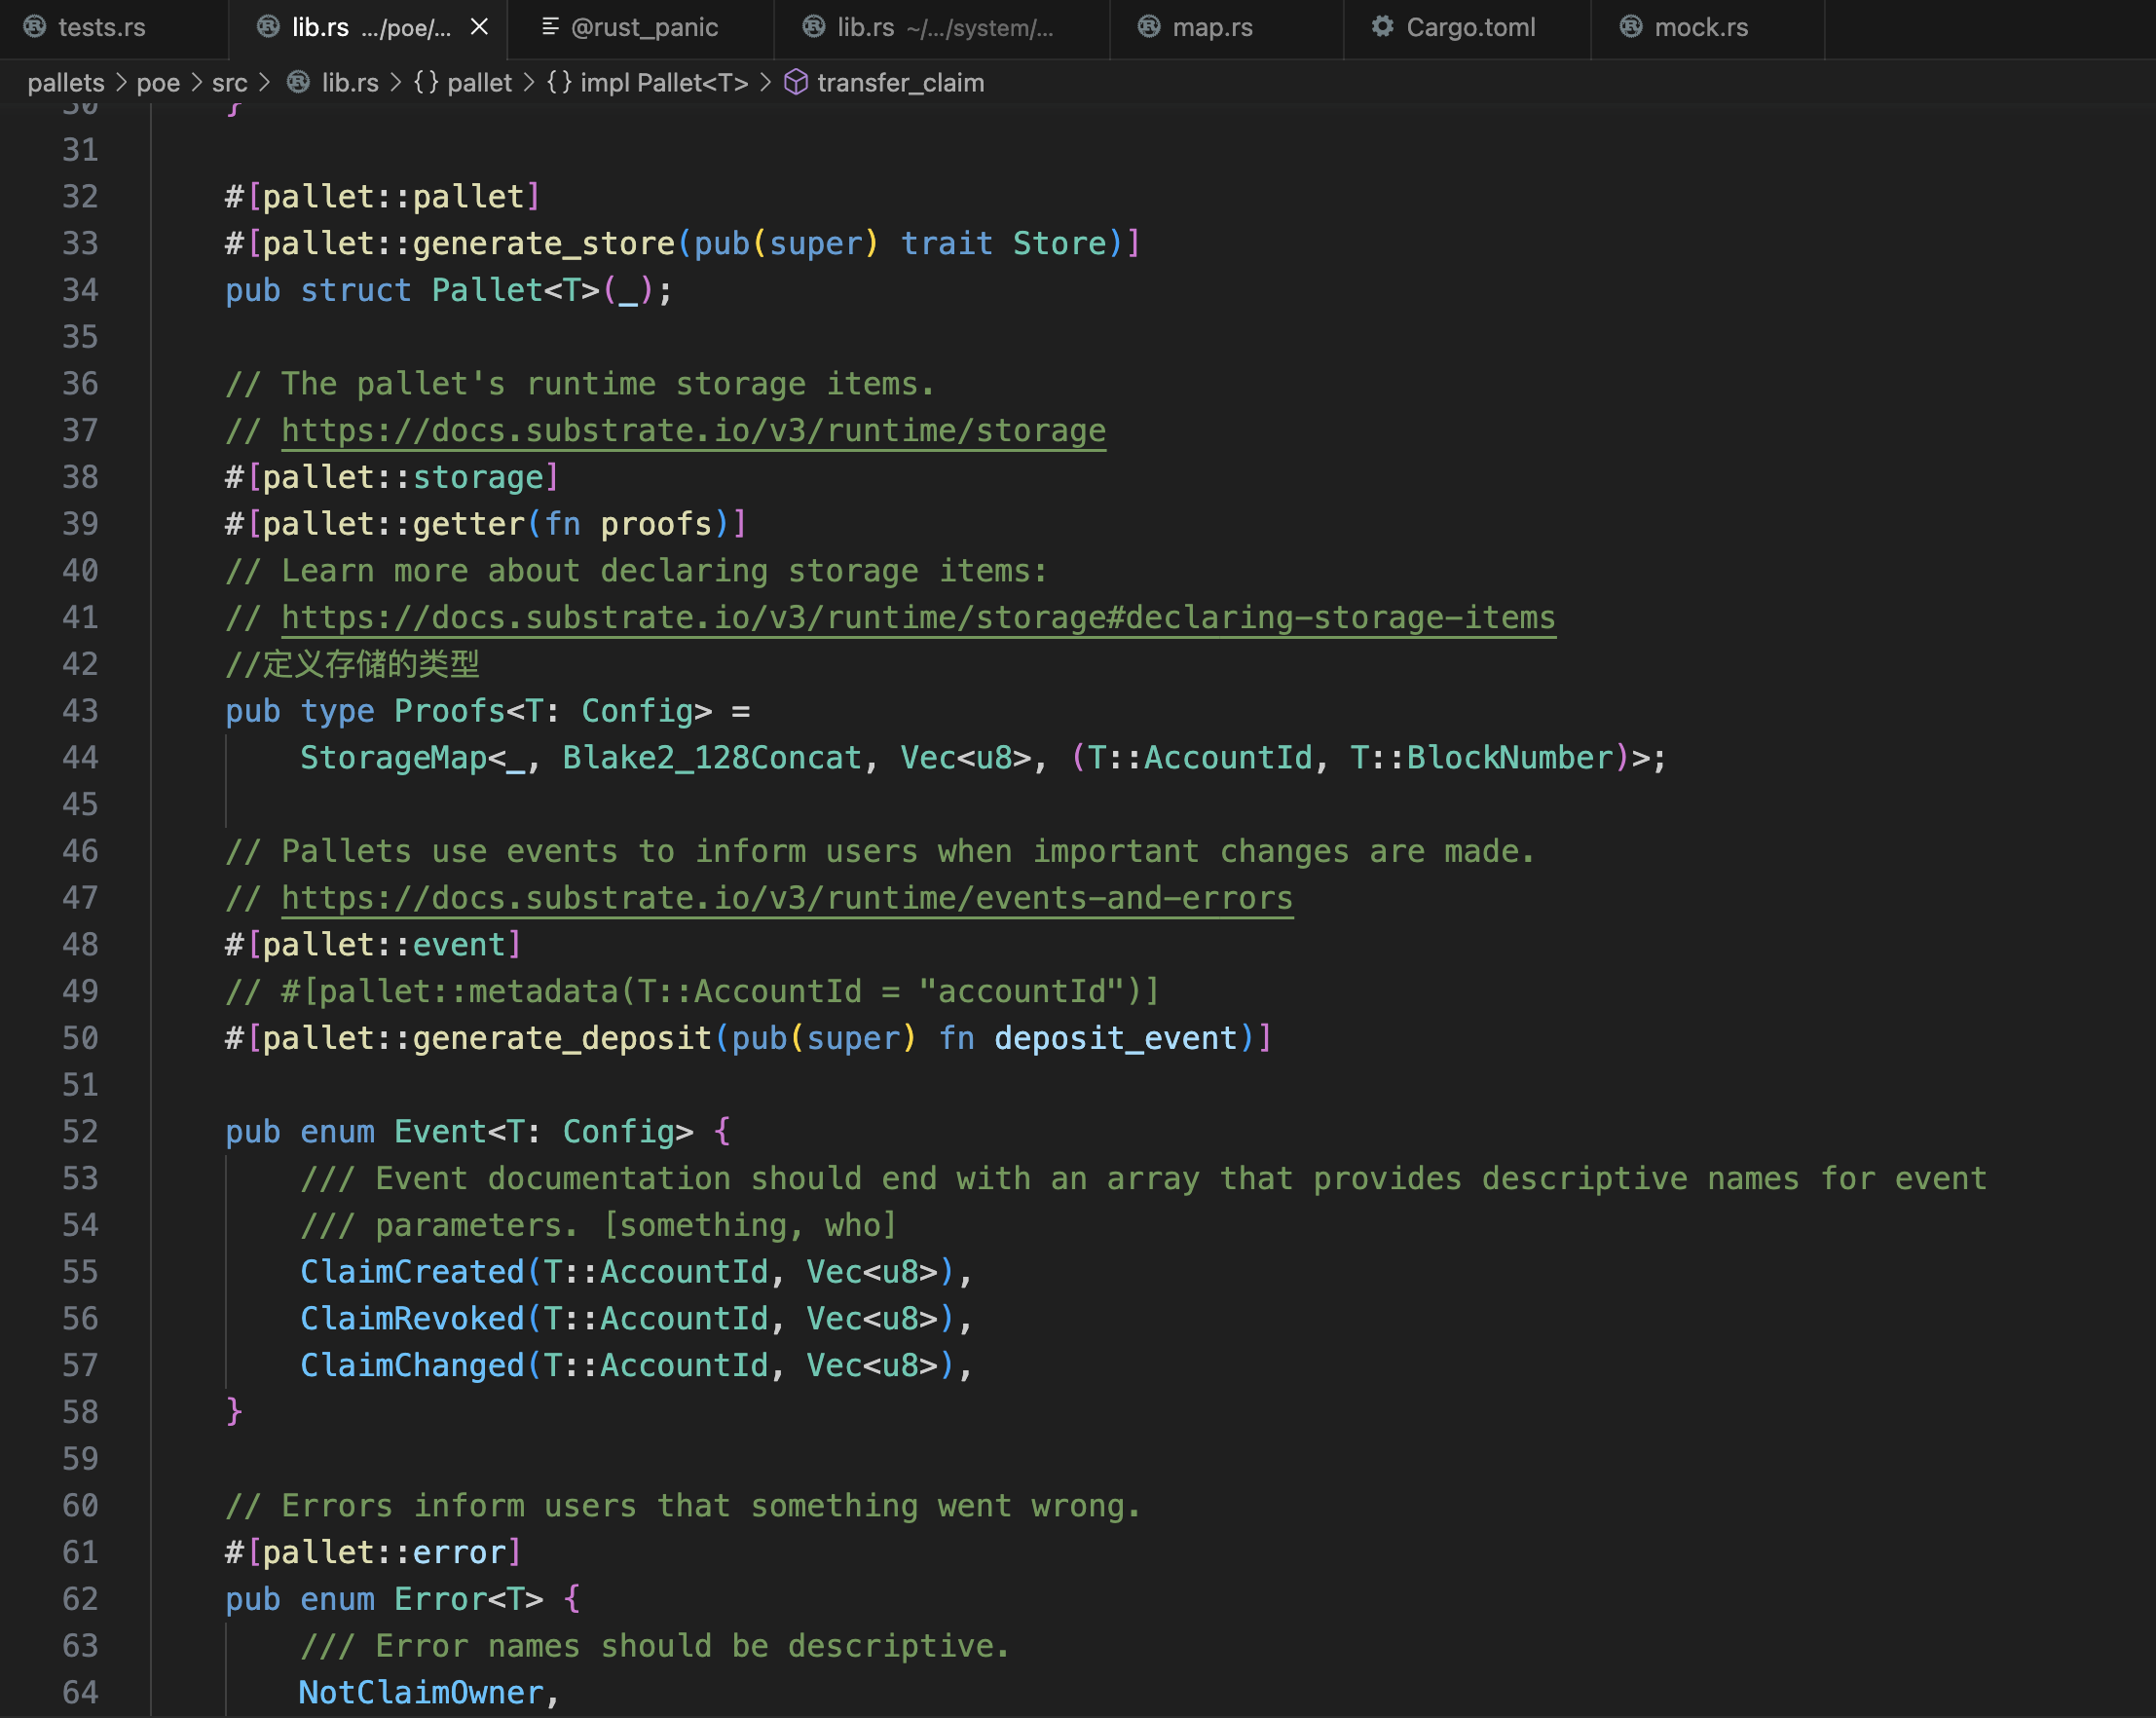 tests.rs lib.rs .../poe/... @rust_panic lib.rs ~/.../system/... map.rs Cargo.toml mock.rs
pallets > poe > src > lib.rs > {} pallet > {} impl Pallet<T> > transfer_claim
30 }
31
32 #[pallet::pallet]
33 #[pallet::generate_store(pub(super) trait Store)]
34 pub struct Pallet<T>(_);
35
36 // The pallet's runtime storage items.
37 // https://docs.substrate.io/v3/runtime/storage
38 #[pallet::storage]
39 #[pallet::getter(fn proofs)]
40 // Learn more about declaring storage items:
41 // https://docs.substrate.io/v3/runtime/storage#declaring-storage-items
42 //定义存储的类型
43 pub type Proofs<T: Config> =
44 StorageMap<_, Blake2_128Concat, Vec<u8>, (T::AccountId, T::BlockNumber)>;
45
46 // Pallets use events to inform users when important changes are made.
47 // https://docs.substrate.io/v3/runtime/events-and-errors
48 #[pallet::event]
49 // #[pallet::metadata(T::AccountId = "accountId")]
50 #[pallet::generate_deposit(pub(super) fn deposit_event)]
51
52 pub enum Event<T: Config> {
53 /// Event documentation should end with an array that provides descriptive names for event
54 /// parameters. [something, who]
55 ClaimCreated(T::AccountId, Vec<u8>),
56 ClaimRevoked(T::AccountId, Vec<u8>),
57 ClaimChanged(T::AccountId, Vec<u8>),
58 }
59
60 // Errors inform users that something went wrong.
61 #[pallet::error]
62 pub enum Error<T> {
63 /// Error names should be descriptive.
64 NotClaimOwner,